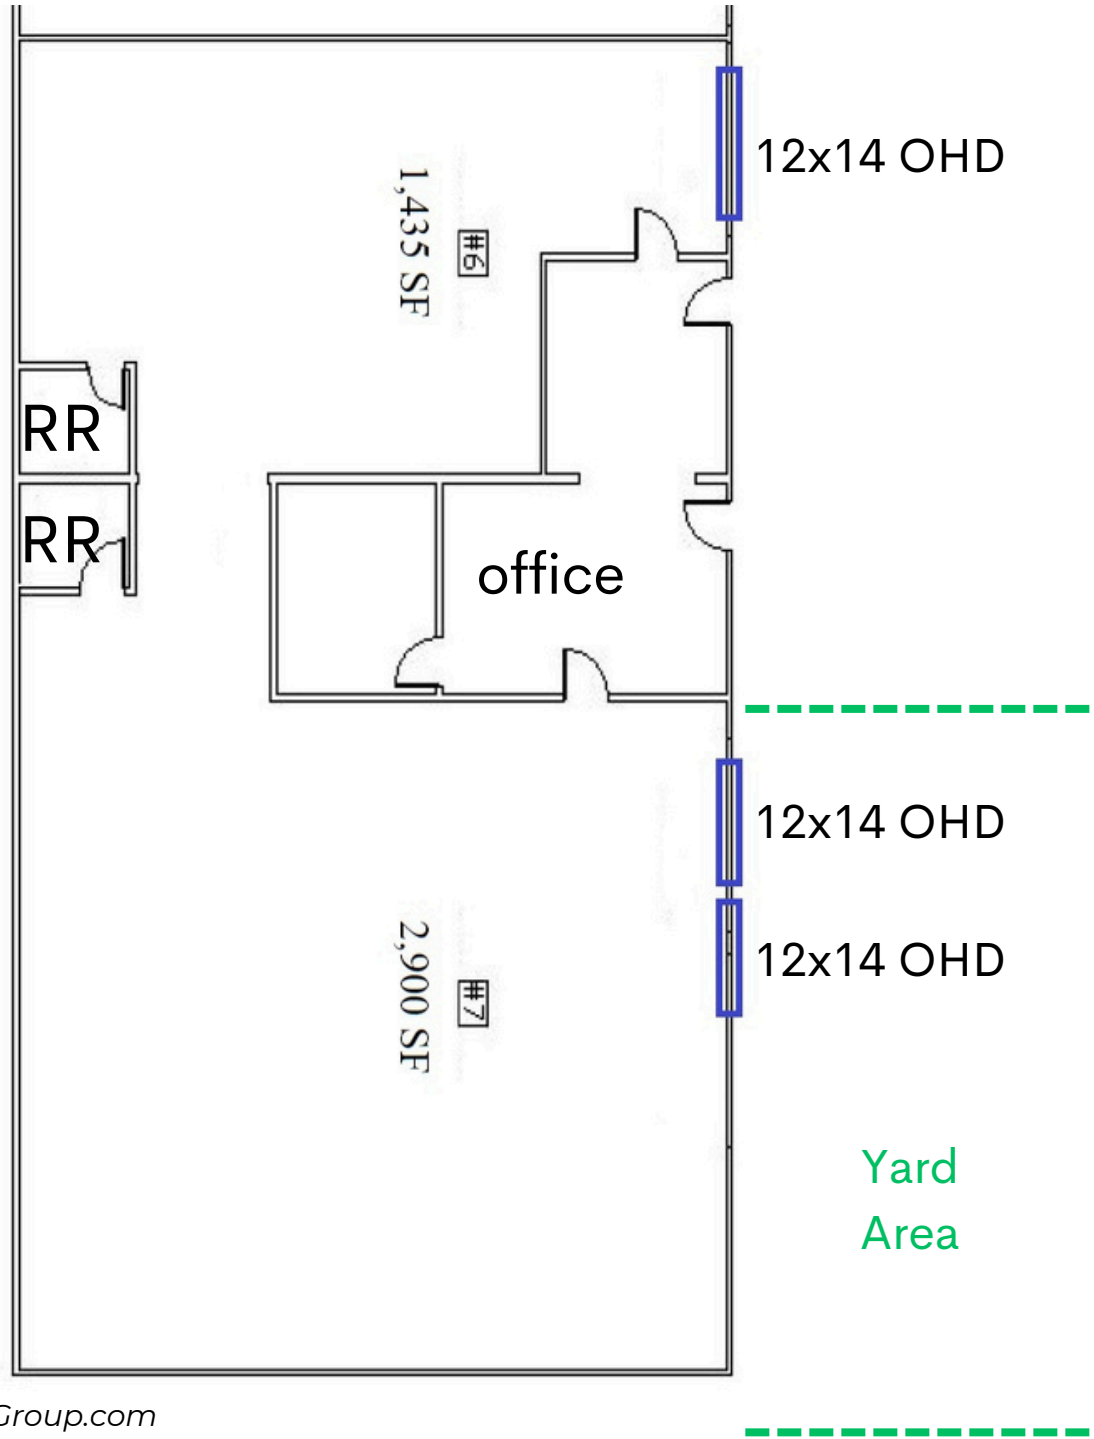 12x14 OHD
#6
1,435 SF
RR
RR
office
12x14 OHD
12x14 OHD
#7
2,900 SF
Yard
Area
Group.com